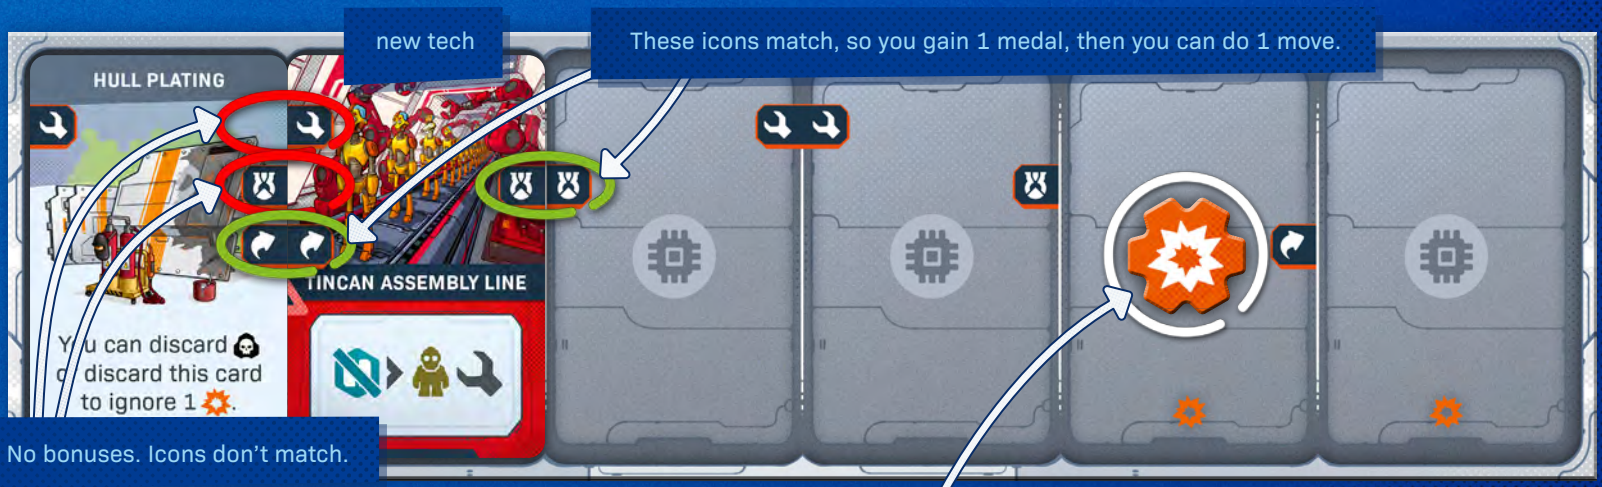 new tech
These icons match, so you gain 1 medal, then you can do 1 move.
HULL PLATING
TINCAN ASSEMBLY LINE
You can discard
or discard this card
to ignore 1 .
No bonuses. Icons don’t match.